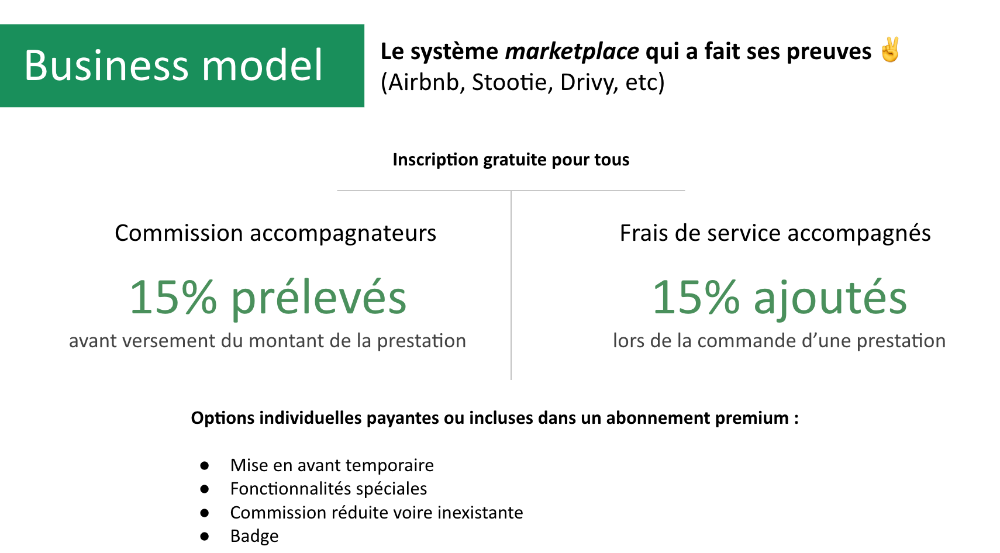 Business model
Le système marketplace qui a fait ses preuves ✌️
(Airbnb, Stootie, Drivy, etc)
Inscription gratuite pour tous
Commission accompagnateurs
15% prélevés
avant versement du montant de la prestation
Frais de service accompagnés
15% ajoutés
lors de la commande d’une prestation
Options individuelles payantes ou incluses dans un abonnement premium :
● Mise en avant temporaire
● Fonctionnalités spéciales
● Commission réduite voire inexistante
● Badge